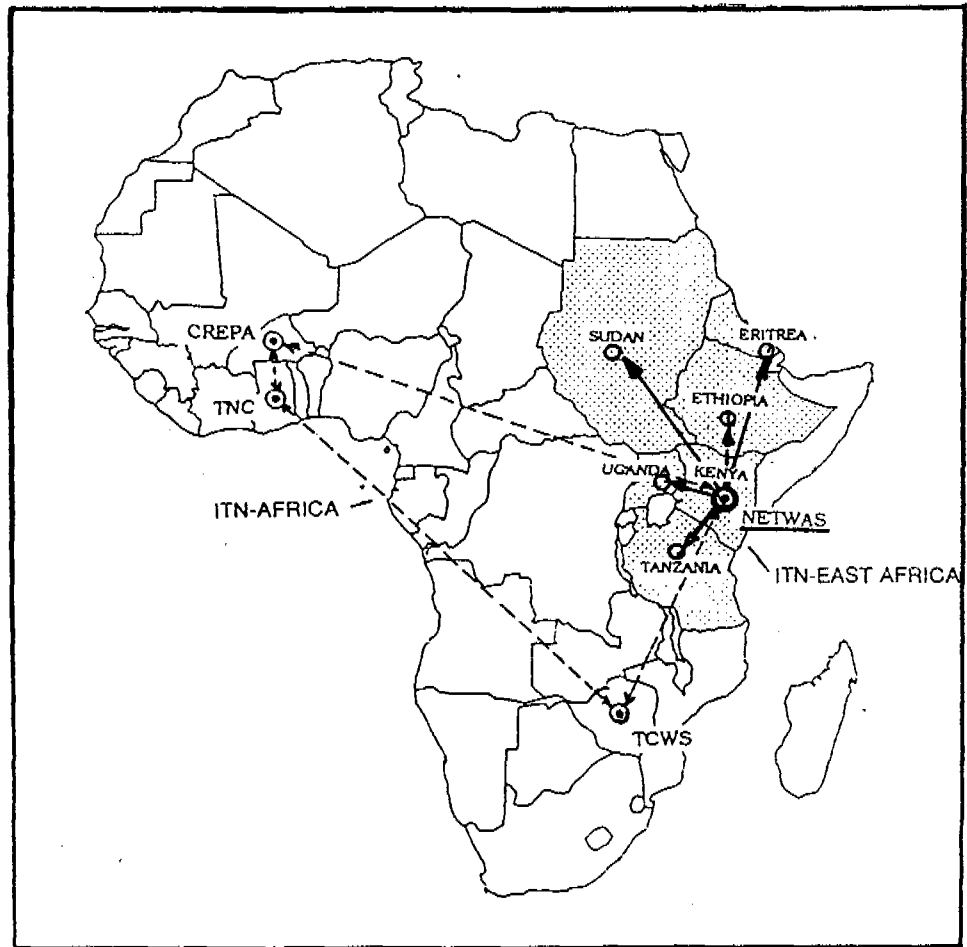 SUDAN
ERITREA
CREPA
ETHIOPIA
TNC
UGANDA
KENYA
ITN-AFRICA
NETWAS
TANZANIA
ITN-EAST AFRICA
TCWS